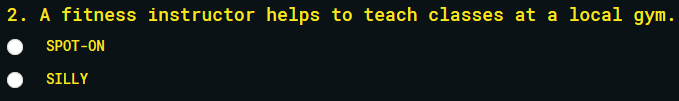 2. A fitness instructor helps to teach classes at a local gym.
SPOT-ON
SILLY